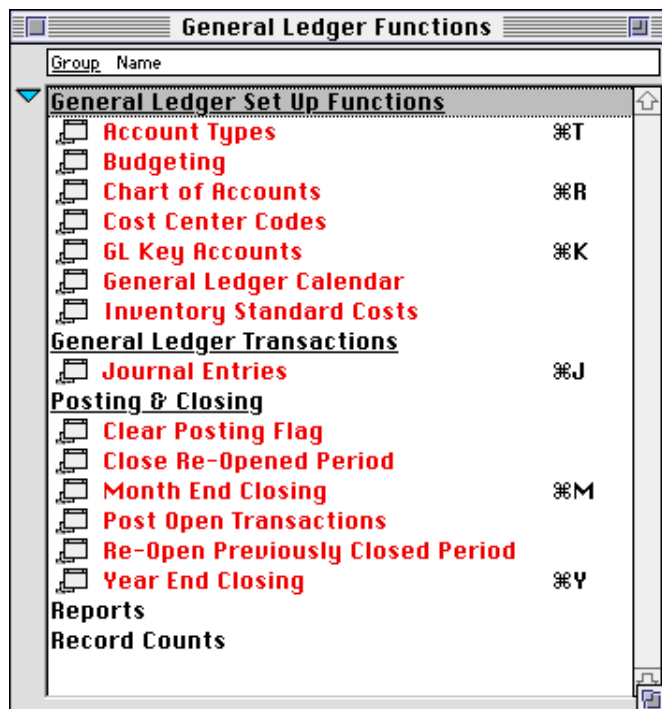 General Ledger Functions
Group Name
General Ledger Set Up Functions
Account Types ⌘T
Budgeting
Chart of Accounts ⌘R
Cost Center Codes
GL Key Accounts ⌘K
General Ledger Calendar
Inventory Standard Costs
General Ledger Transactions
Journal Entries ⌘J
Posting & Closing
Clear Posting Flag
Close Re-Opened Period
Month End Closing ⌘M
Post Open Transactions
Re-Open Previously Closed Period
Year End Closing ⌘Y
Reports
Record Counts